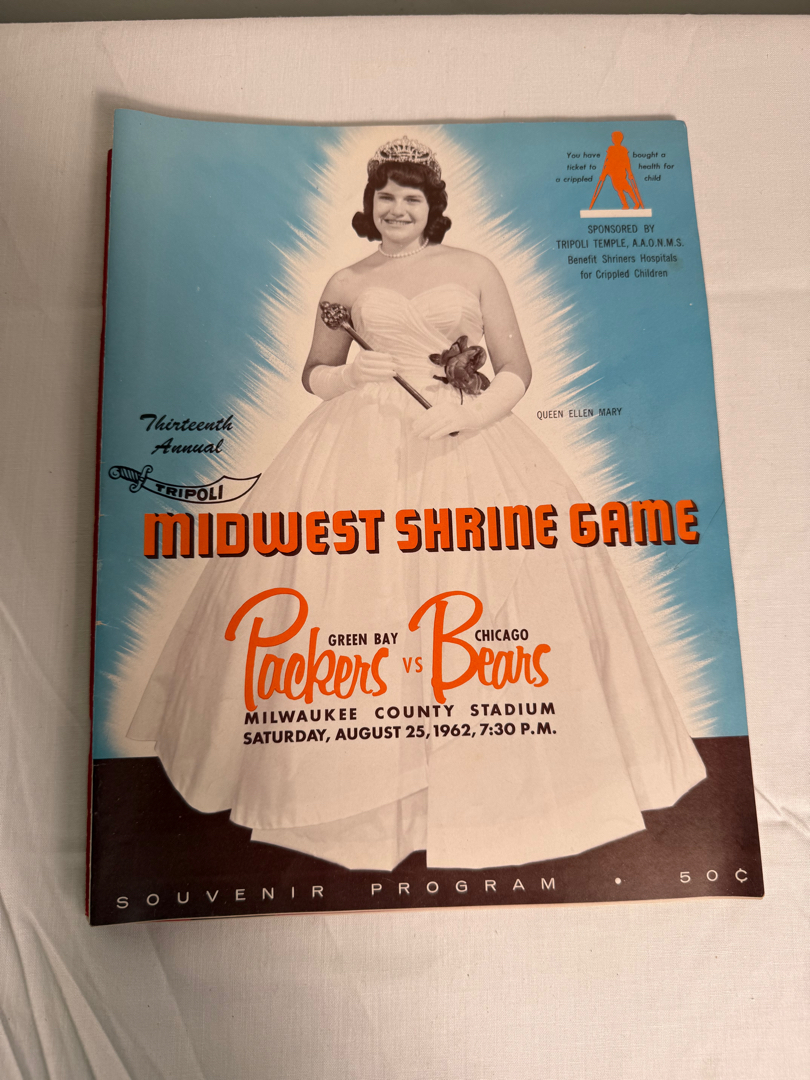 You have bought a
ticket to health for
a crippled child
SPONSORED BY
TRIPOLI TEMPLE, A.A.O.N.M.S.
Benefit Shriners Hospitals
for Crippled Children
QUEEN ELLEN MARY
Thirteenth
Annual
TRIPOLI
MIDWEST SHRINE GAME
GREEN BAY CHICAGO
Packers VS Bears
MILWAUKEE COUNTY STADIUM
SATURDAY, AUGUST 25, 1962, 7:30 P.M.
SOUVENIR PROGRAM • 50¢